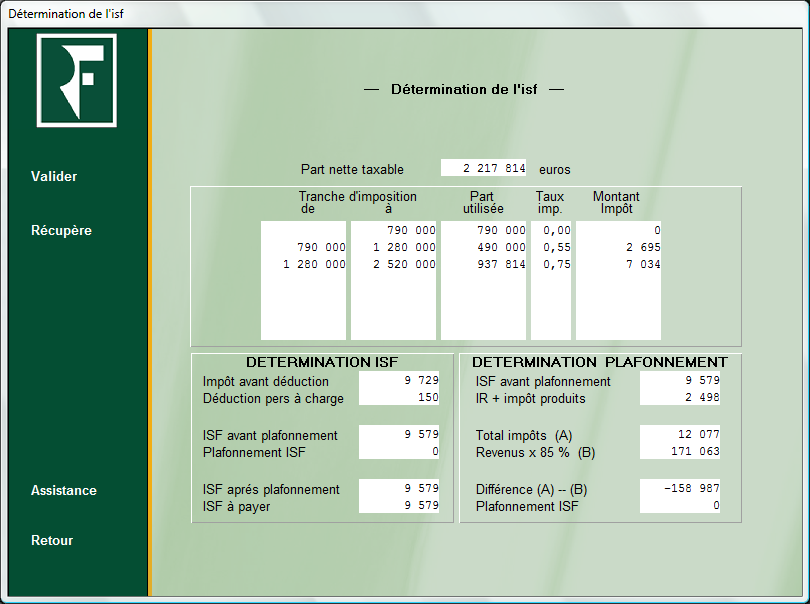 Détermination de l'isf
— Détermination de l'isf —
Valider
Récupère
Assistance
Retour
Part nette taxable 2 217 814 euros
Tranche d'imposition Part Taux Montant
de à utilisée imp. Impôt
790 000 790 000 0,00 0
790 000 1 280 000 490 000 0,55 2 695
1 280 000 2 520 000 937 814 0,75 7 034
DETERMINATION ISF
Impôt avant déduction 9 729
Déduction pers à charge 150
ISF avant plafonnement 9 579
Plafonnement ISF 0
ISF aprés plafonnement 9 579
ISF à payer 9 579
DETERMINATION PLAFONNEMENT
ISF avant plafonnement 9 579
IR + impôt produits 2 498
Total impôts (A) 12 077
Revenus x 85 % (B) 171 063
Différence (A) -- (B) -158 987
Plafonnement ISF 0